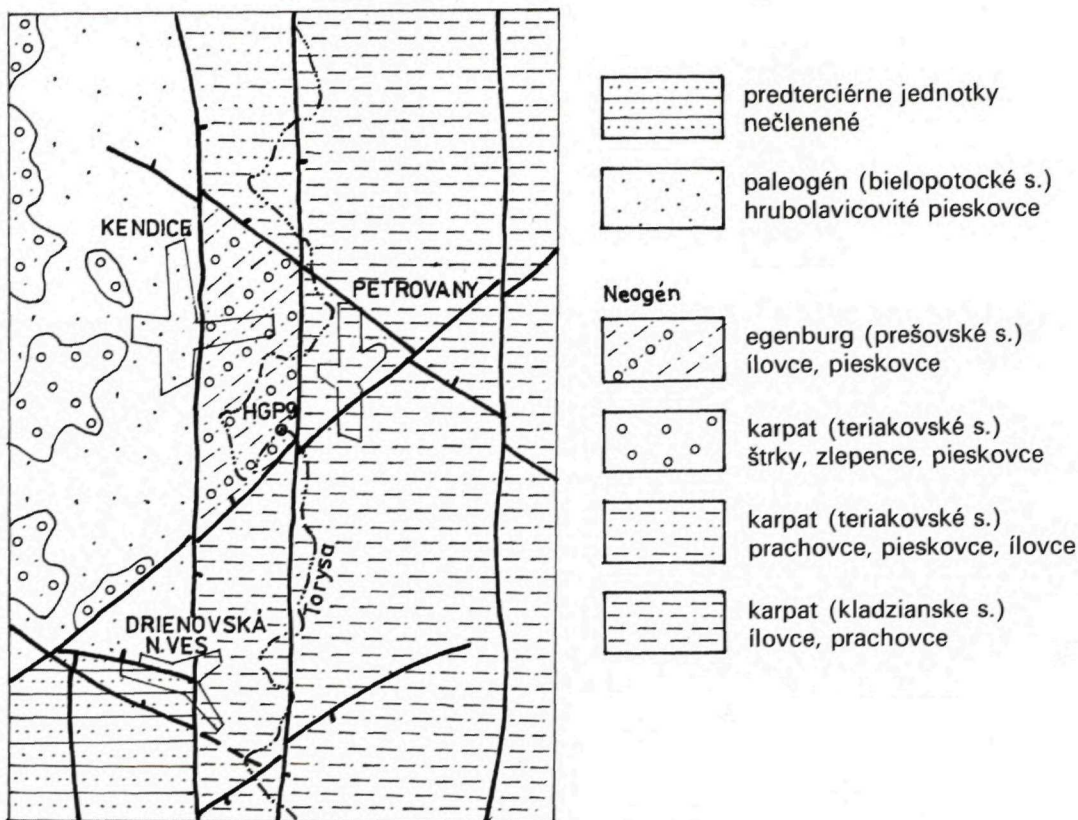 KENDICE
PETROVANY
HGP9
Torysa
DRIENOVSKÁ
N.VES
predterciérne jednotky
nečlenené
paleogén (bielopotocké s.)
hrubolavicovité pieskovce
Neogén
egenburg (prešovské s.)
ílovce, pieskovce
karpat (teriakovské s.)
štrky, zlepence, pieskovce
karpat (teriakovské s.)
prachovce, pieskovce, ílovce
karpat (kladzianske s.)
ílovce, prachovce